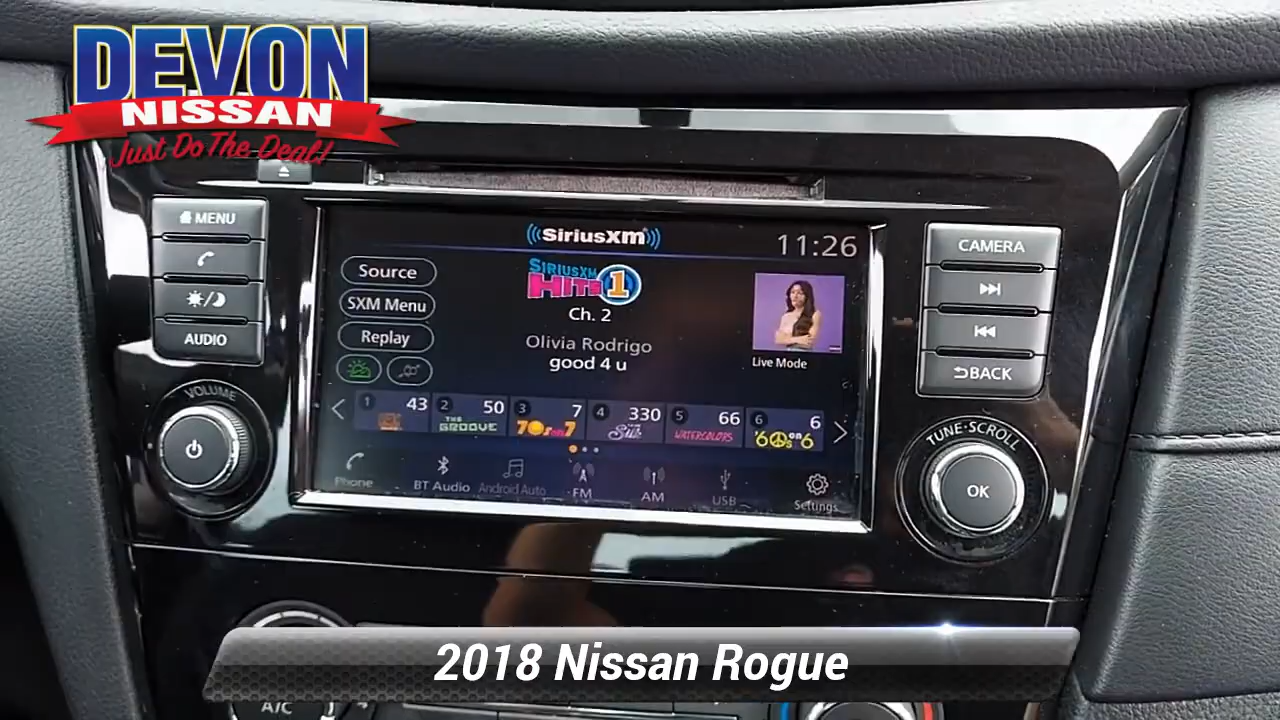 DEVON
NISSAN
Just Do The Deal!
MENU
AUDIO
VOLUME
SiriusXM
11:26
Source
SXM Menu
Replay
SIRIUSXM
HITS 1
Ch. 2
Olivia Rodrigo
good 4 u
Live Mode
1 43
2 50 THE GROOVE
3 7 70s on 7
4 330
5 66 WATERCOLORS
6 6 '60s on 6
Phone
BT Audio
Android Auto
FM
AM
USB
Settings
CAMERA
BACK
TUNE·SCROLL
OK
2018 Nissan Rogue
A/C